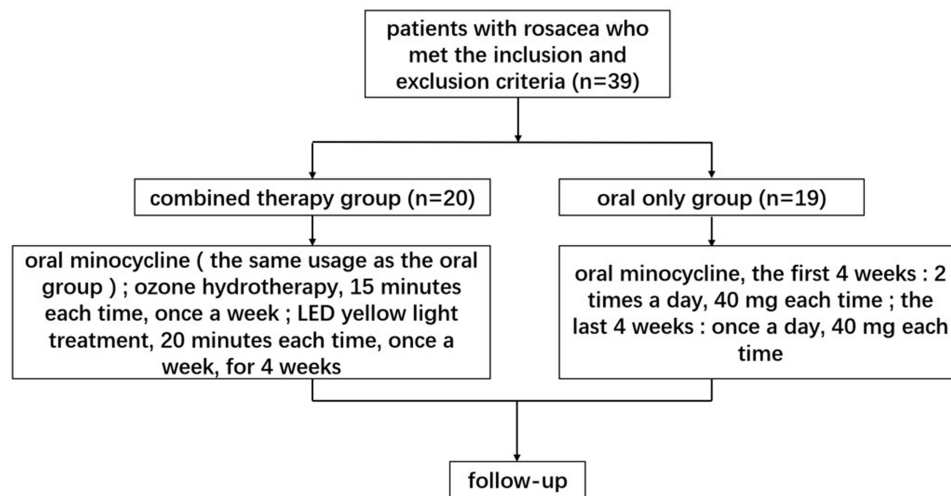 patients with rosacea who
met the inclusion and
exclusion criteria (n=39)
combined therapy group (n=20)
oral only group (n=19)
oral minocycline ( the same usage as the oral
group ) ; ozone hydrotherapy, 15 minutes
each time, once a week ; LED yellow light
treatment, 20 minutes each time, once a
week, for 4 weeks
oral minocycline, the first 4 weeks : 2
times a day, 40 mg each time ; the
last 4 weeks : once a day, 40 mg each
time
follow-up